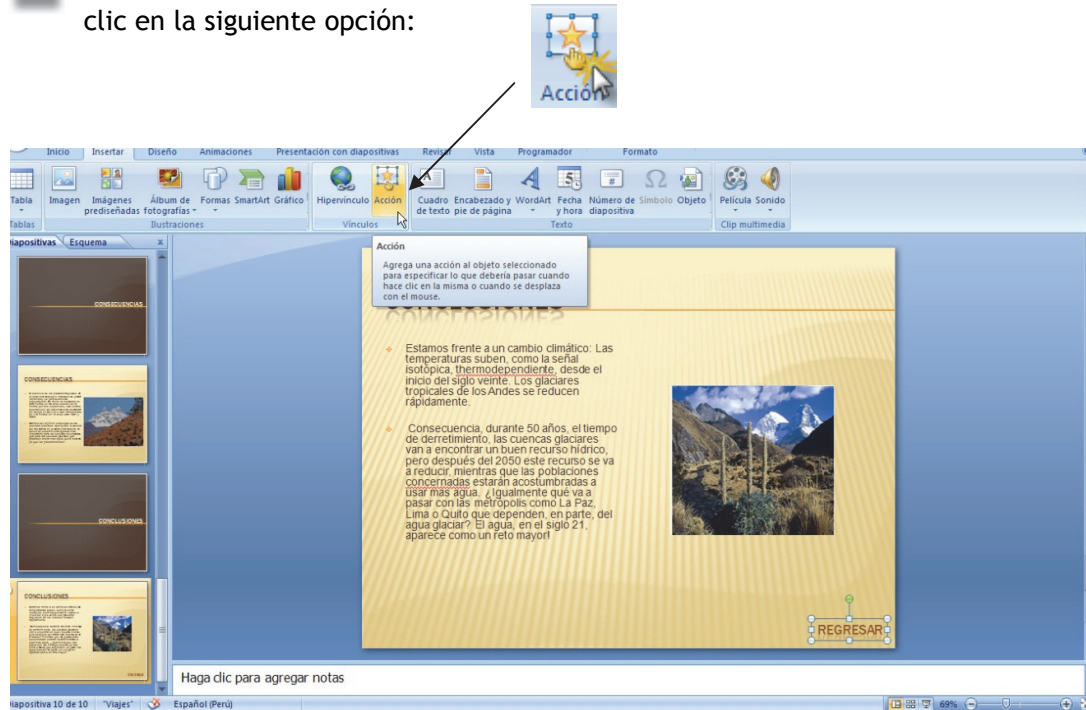 clic en la siguiente opción:
Acción
Inicio Insertar Diseño Animaciones Presentación con diapositivas Revisar Vista Programador Formato
Tabla Imagen Imágenes prediseñadas Álbum de fotografías Formas SmartArt Gráfico Hipervínculo Acción Cuadro de texto Encabezado y pie de página WordArt Fecha y hora Número de diapositiva Símbolo Objeto Película Sonido
Tablas Ilustraciones Vínculos Texto Clip multimedia
Diapositivas Esquema x
Acción
Agrega una acción al objeto seleccionado
para especificar lo que debería pasar cuando
hace clic en la misma o cuando se desplaza
con el mouse.
CONSECUENCIAS
CONSECUENCIAS
CONCLUSIONES
CONCLUSIONES
CONCLUSIONES
Estamos frente a un cambio climático: Las
temperaturas suben, como la señal
isotòpica, thermodependiente, desde el
inicio del siglo veinte. Los glaciares
tropicales de los Andes se reducen
rápidamente.
Consecuencia, durante 50 años, el tiempo
de derretimiento, las cuencas glaciares
van a encontrar un buen recurso hídrico,
pero después del 2050 este recurso se va
a reducir, mientras que las poblaciones
concernadas estarán acostumbradas a
usar mas agua. ¿Igualmente qué va a
pasar con las metrópolis como La Paz,
Lima o Quito que dependen, en parte, del
agua glaciar? El agua, en el siglo 21,
aparece como un reto mayor!
REGRESAR
Haga clic para agregar notas
iapositiva 10 de 10 "Viajes" Español (Perú) 69%